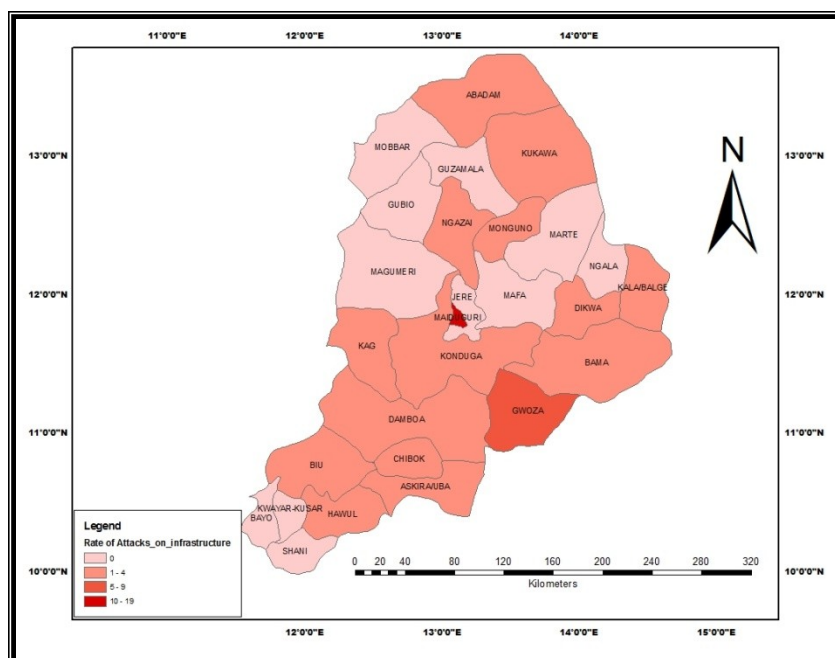 11°0'0"E 12°0'0"E 13°0'0"E 14°0'0"E
ABADAM
MOBBAR
13°0'0"N KUKAWA 13°0'0"N
N
GUZAMALA
GUBIO
NGAZAI MONGUNO
MARTE
NGALA
MAGUMERI
KALA/BALGE
12°0'0"N JERE MAFA 12°0'0"N
DIKWA
MAIDUGURI
KAG KONDUGA
BAMA
GWOZA
11°0'0"N DAMBOA 11°0'0"N
CHIBOK
BIU
ASKIRA/UBA
KWAYAR-KUSAR HAWUL
BAYO
SHANI
Legend
Rate of Attacks_on_infrastructure
0
1 - 4
5 - 9
10 - 19
10°0'0"N 10°0'0"N
0 20 40 80 120 160 200 240 280 320
Kilometers
12°0'0"E 13°0'0"E 14°0'0"E 15°0'0"E